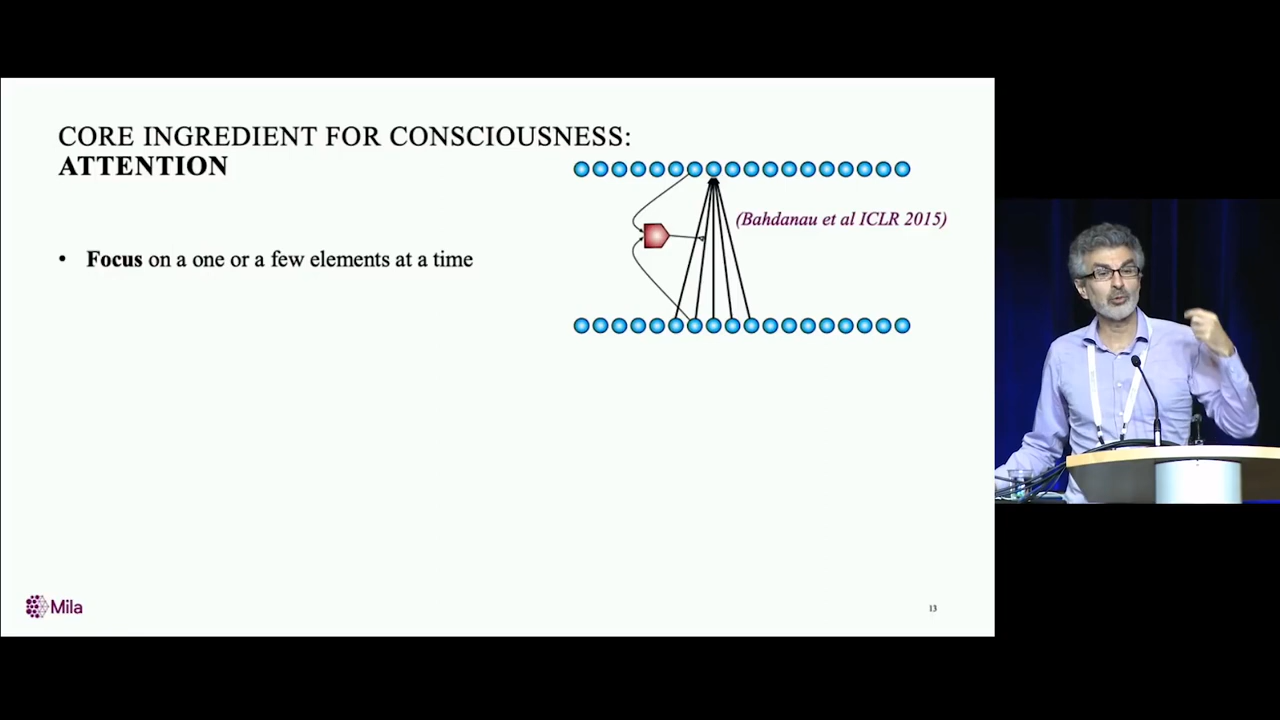 CORE INGREDIENT FOR CONSCIOUSNESS:
ATTENTION
(Bahdanau et al ICLR 2015)
• Focus on a one or a few elements at a time
Mila
13